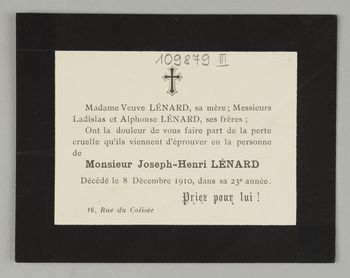 109879 III
Madame Veuve LÉNARD, sa mère; Messieurs
Ladislas et Alphonse LÉNARD, ses frères;
Ont la douleur de vous faire part de la perte
cruelle qu'ils viennent d'éprouver en la personne
de
Monsieur Joseph-Henri LÉNARD
Décédé le 8 Décembre 1910, dans sa 23e année.
Priez pour lui !
16, Rue du Colisée